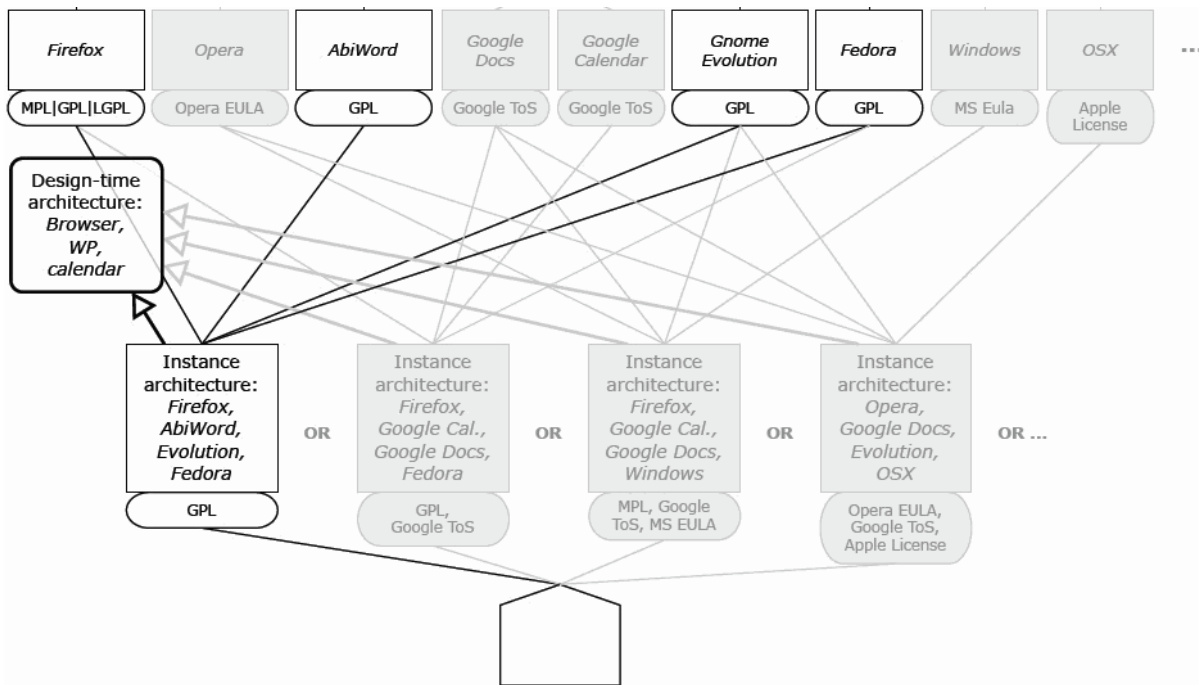 Firefox
Opera
AbiWord
Google
Docs
Google
Calendar
Gnome
Evolution
Fedora
Windows
OSX
...
MPL|GPL|LGPL
Opera EULA
GPL
Google ToS
Google ToS
GPL
GPL
MS Eula
Apple
License
Design-time
architecture:
Browser,
WP,
calendar
Instance
architecture:
Firefox,
AbiWord,
Evolution,
Fedora
GPL
OR
Instance
architecture:
Firefox,
Google Cal.,
Google Docs,
Fedora
GPL,
Google ToS
OR
Instance
architecture:
Firefox,
Google Cal.,
Google Docs,
Windows
MPL, Google
ToS, MS EULA
OR
Instance
architecture:
Opera,
Google Docs,
Evolution,
OSX
Opera EULA,
Google ToS,
Apple License
OR ...